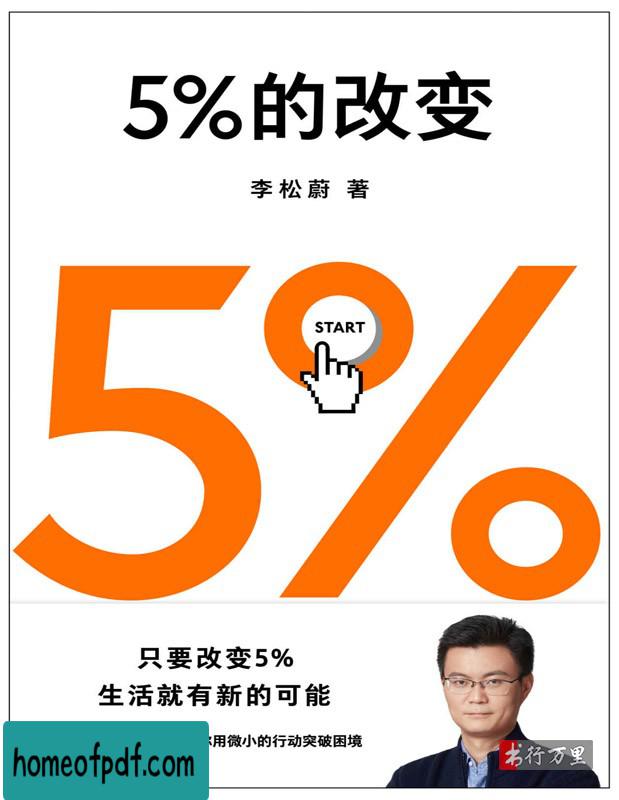 5%的改变
李松蔚 著
5%
START
只要改变5%
生活就有新的可能
用微小的行动突破困境
homeofpdf.com
书行万里